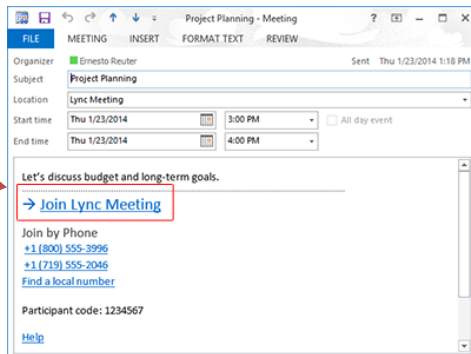 Project Planning - Meeting
FILE MEETING INSERT FORMAT TEXT REVIEW
Organizer Ernesto Reuter Sent Thu 1/23/2014 1:18 PM
Subject Project Planning
Location Lync Meeting
Start time Thu 1/23/2014 3:00 PM All day event
End time Thu 1/23/2014 4:00 PM
Let's discuss budget and long-term goals.
→ Join Lync Meeting
Join by Phone
+1 (800) 555-3996
+1 (719) 555-2046
Find a local number
Participant code: 1234567
Help